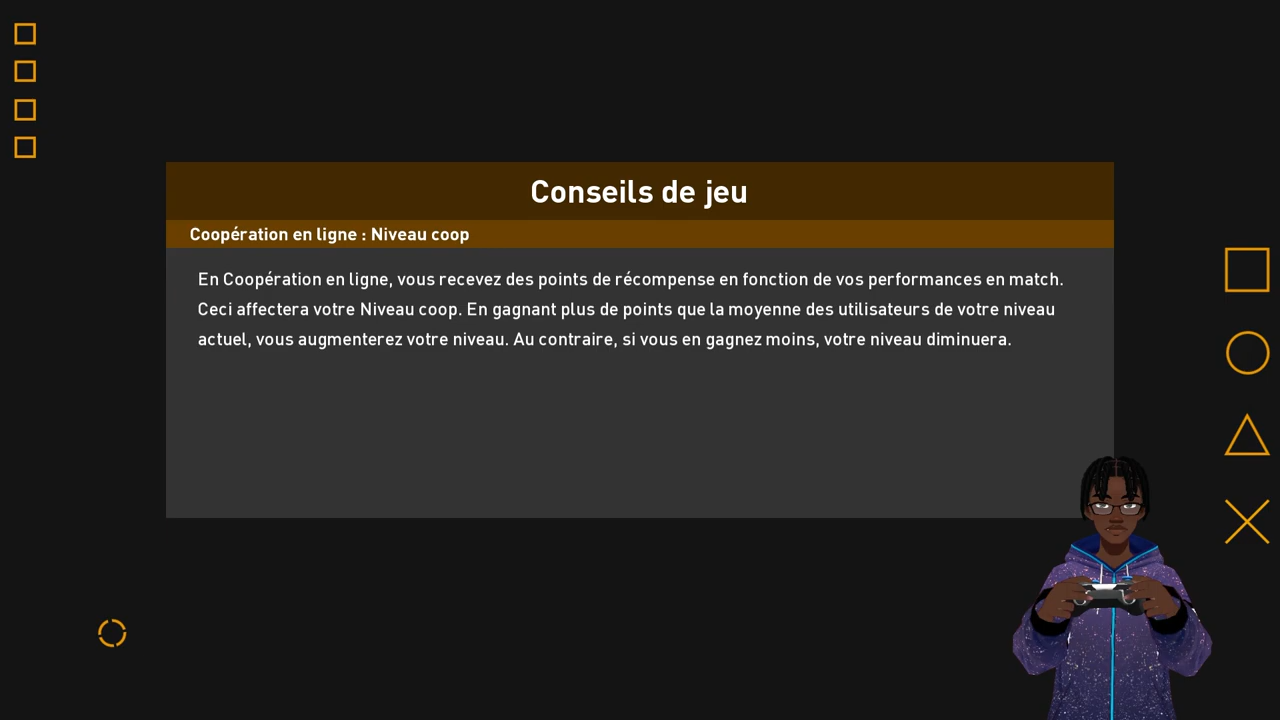 Conseils de jeu
Coopération en ligne : Niveau coop
En Coopération en ligne, vous recevez des points de récompense en fonction de vos performances en match.
Ceci affectera votre Niveau coop. En gagnant plus de points que la moyenne des utilisateurs de votre niveau
actuel, vous augmenterez votre niveau. Au contraire, si vous en gagnez moins, votre niveau diminuera.